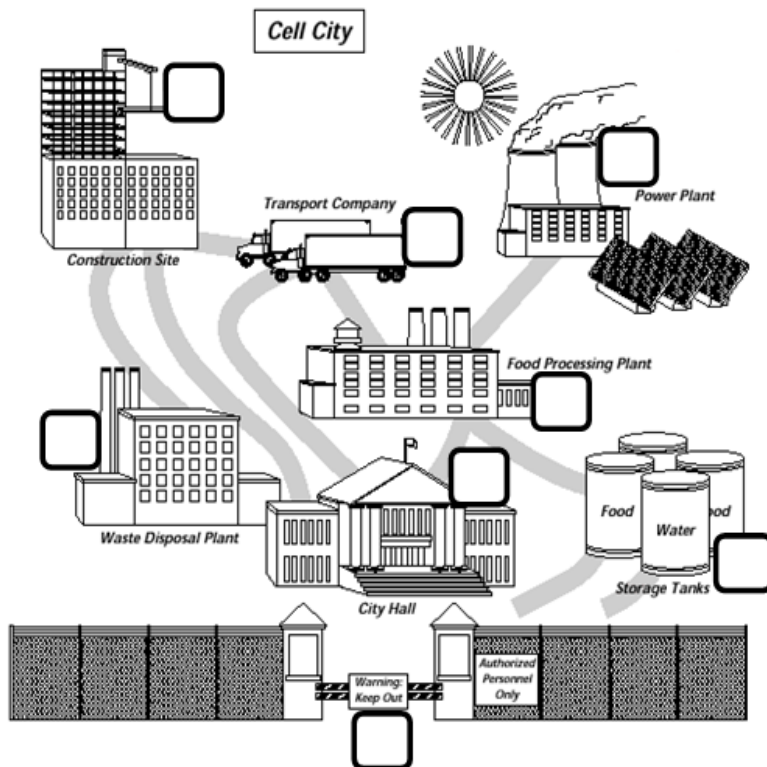 Cell City
Transport Company
Power Plant
Construction Site
Food Processing Plant
Food
Water
ood
Waste Disposal Plant
Storage Tanks
City Hall
Warning:
Keep Out
Authorized
Personnel
Only